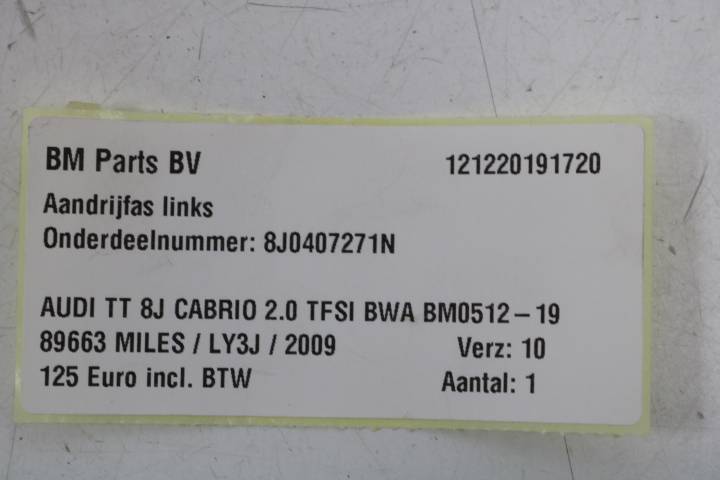 BM Parts BV 121220191720
Aandrijfas links
Onderdeelnummer: 8J0407271N
AUDI TT 8J CABRIO 2.0 TFSI BWA BM0512-19
89663 MILES / LY3J / 2009 Verz: 10
125 Euro incl. BTW Aantal: 1